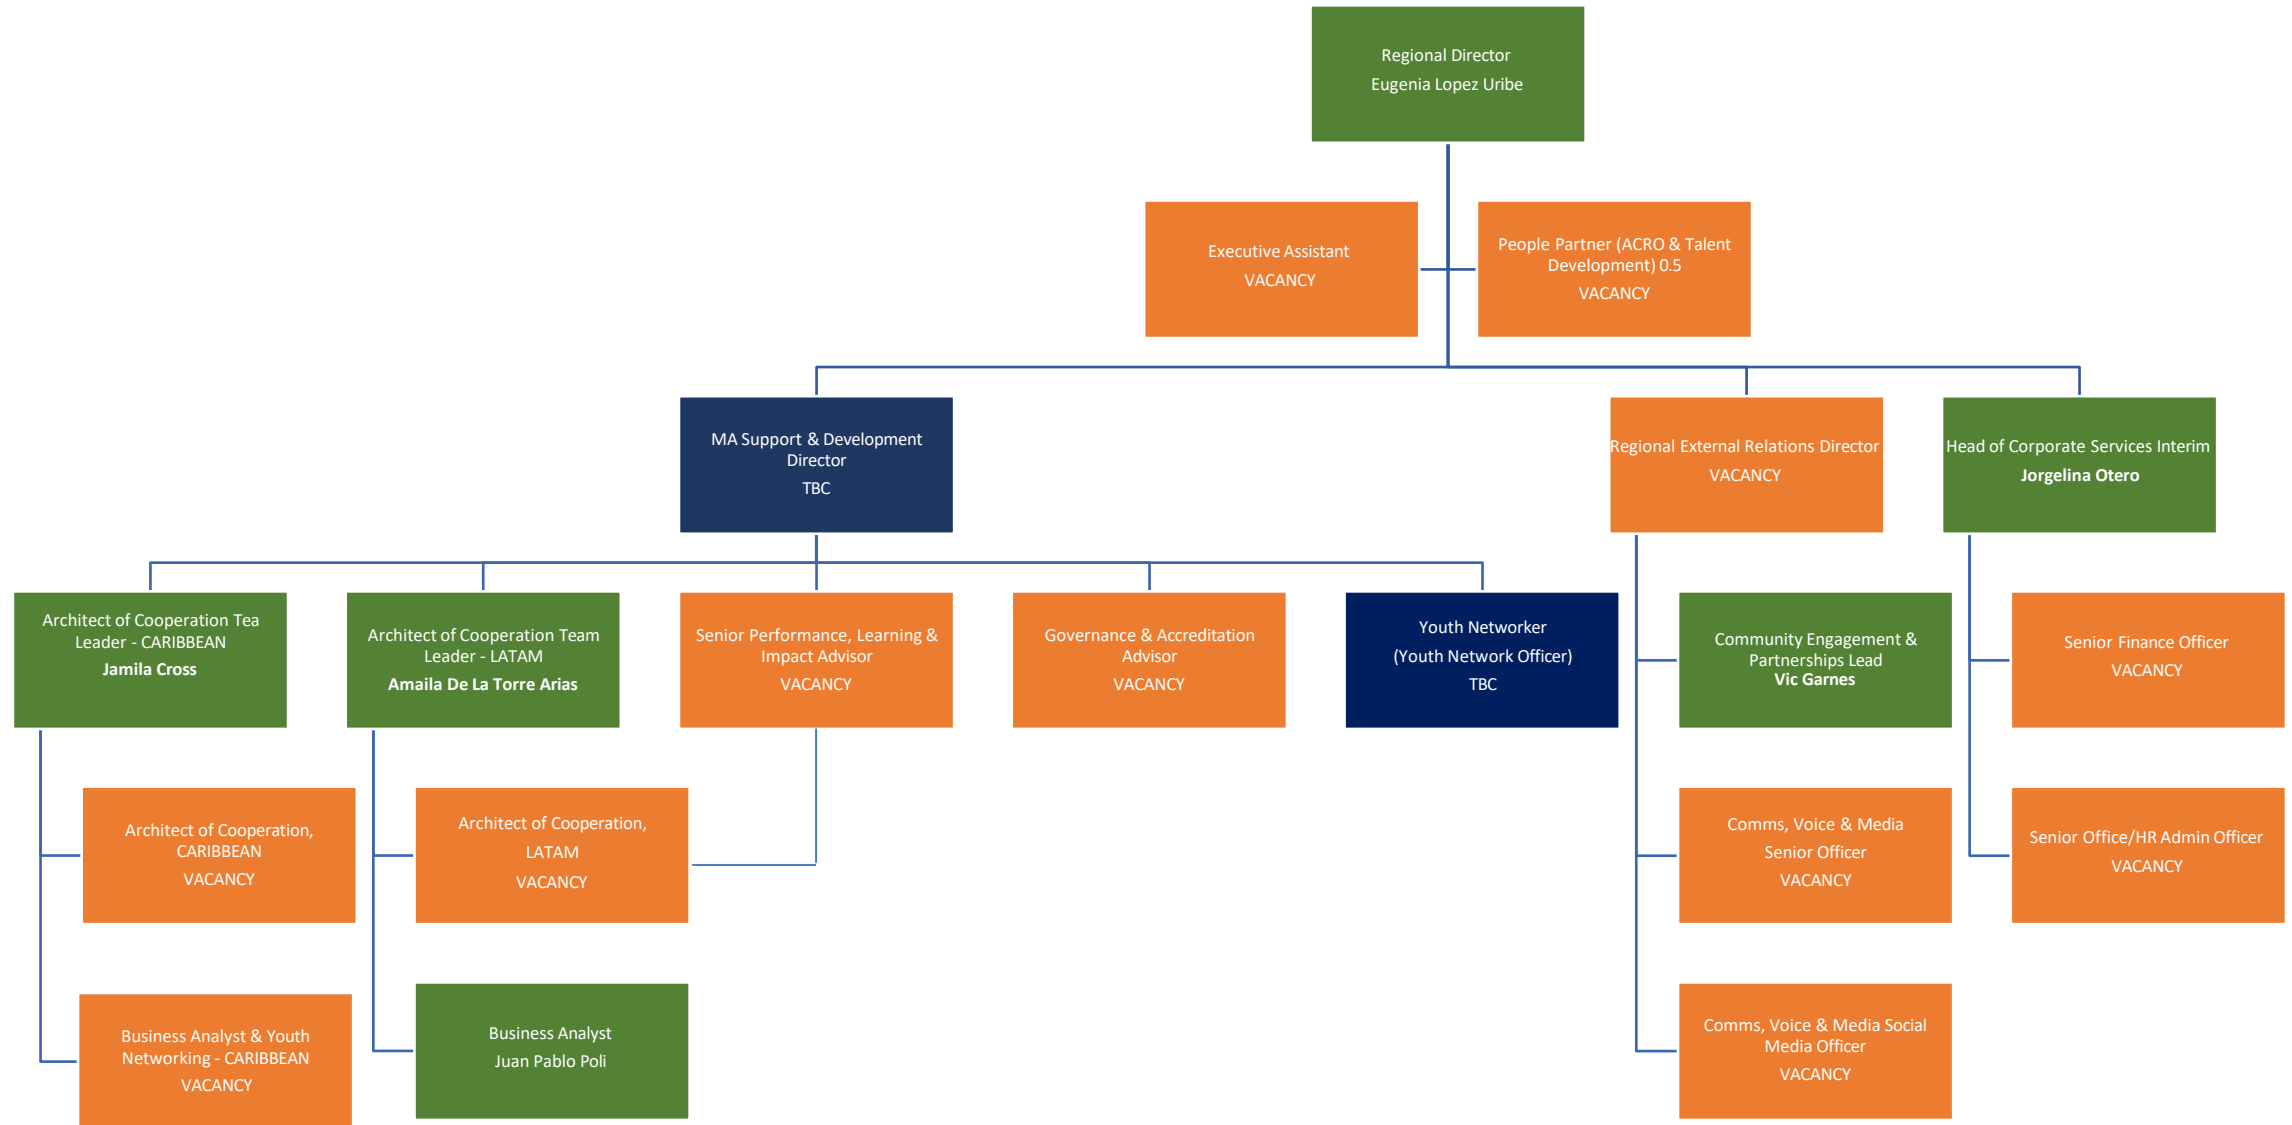 Regional Director
Eugenia Lopez Uribe
Executive Assistant
VACANCY
People Partner (ACRO & Talent
Development) 0.5
VACANCY
MA Support & Development
Director
TBC
Regional External Relations Director
VACANCY
Head of Corporate Services Interim
Jorgelina Otero
Architect of Cooperation Tea
Leader - CARIBBEAN
Jamila Cross
Architect of Cooperation Team
Leader - LATAM
Amaila De La Torre Arias
Senior Performance, Learning &
Impact Advisor
VACANCY
Governance & Accreditation
Advisor
VACANCY
Youth Networker
(Youth Network Officer)
TBC
Community Engagement &
Partnerships Lead
Vic Garnes
Senior Finance Officer
VACANCY
Architect of Cooperation,
CARIBBEAN
VACANCY
Architect of Cooperation,
LATAM
VACANCY
Comms, Voice & Media
Senior Officer
VACANCY
Senior Office/HR Admin Officer
VACANCY
Business Analyst & Youth
Networking - CARIBBEAN
VACANCY
Business Analyst
Juan Pablo Poli
Comms, Voice & Media Social
Media Officer
VACANCY